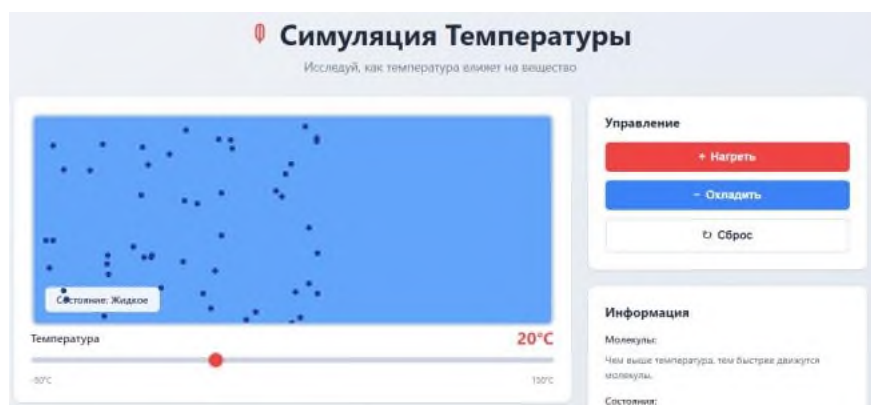 Симуляция Температуры
Исследуй, как температура влияет на вещество
Управление
+ Нагреть
− Охладить
↻ Сброс
Состояние: Жидкое
Температура
20°C
-50°C
150°C
Информация
Молекулы:
Чем выше температура, тем быстрее движутся
молекулы.
Состояния: